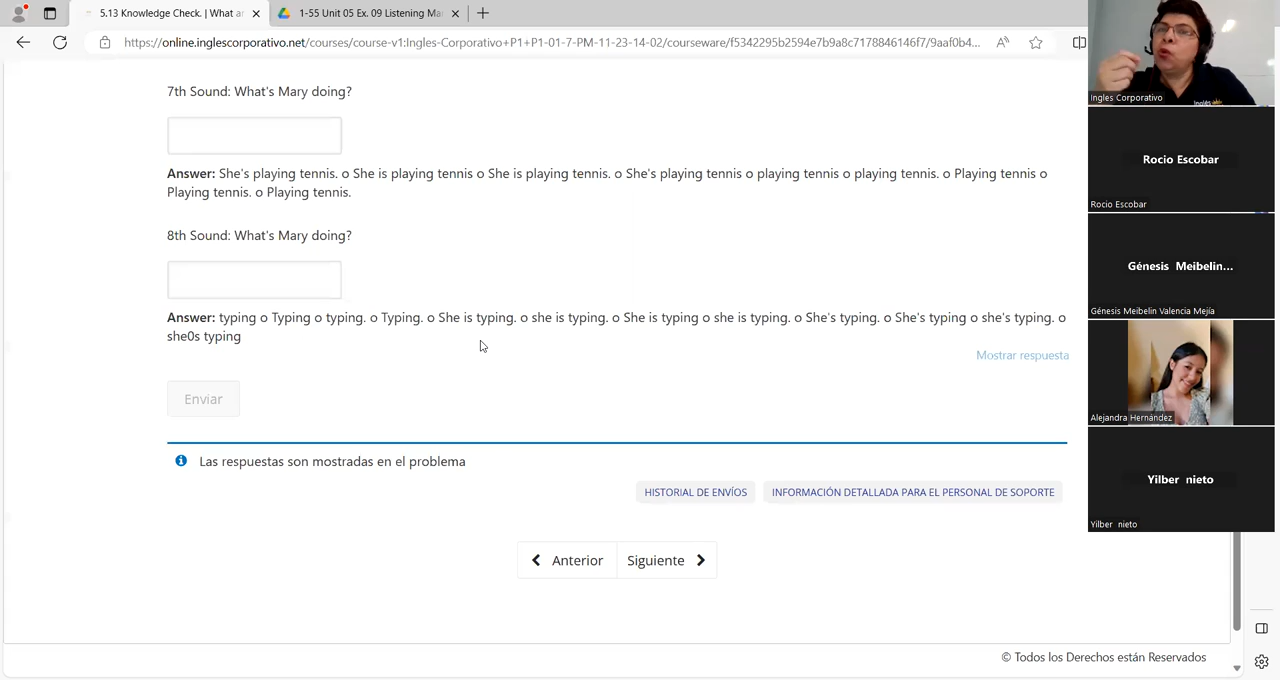 5.13 Knowledge Check. | What ar
1-55 Unit 05 Ex. 09 Listening Ma
https://online.inglescorporativo.net/courses/course-v1:Ingles-Corporativo+P1+P1-01-7-PM-11-23-14-02/courseware/f5342295b2594e7b9a8c7178846146f7/9aaf0b4...
7th Sound: What's Mary doing?
Answer: She's playing tennis. o She is playing tennis o She is playing tennis. o She's playing tennis o playing tennis o playing tennis. o Playing tennis o
Playing tennis. o Playing tennis.
8th Sound: What's Mary doing?
Answer: typing o Typing o typing. o Typing. o She is typing. o she is typing. o She is typing o she is typing. o She's typing. o She's typing o she's typing. o
she0s typing
Mostrar respuesta
Enviar
Las respuestas son mostradas en el problema
HISTORIAL DE ENVÍOS
INFORMACIÓN DETALLADA PARA EL PERSONAL DE SOPORTE
Anterior
Siguiente
© Todos los Derechos están Reservados
Ingles Corporativo
Rocio Escobar
Rocio Escobar
Génesis Meibelin...
Génesis Meibelin Valencia Mejía
Alejandra Hernández
Yilber nieto
Yilber nieto